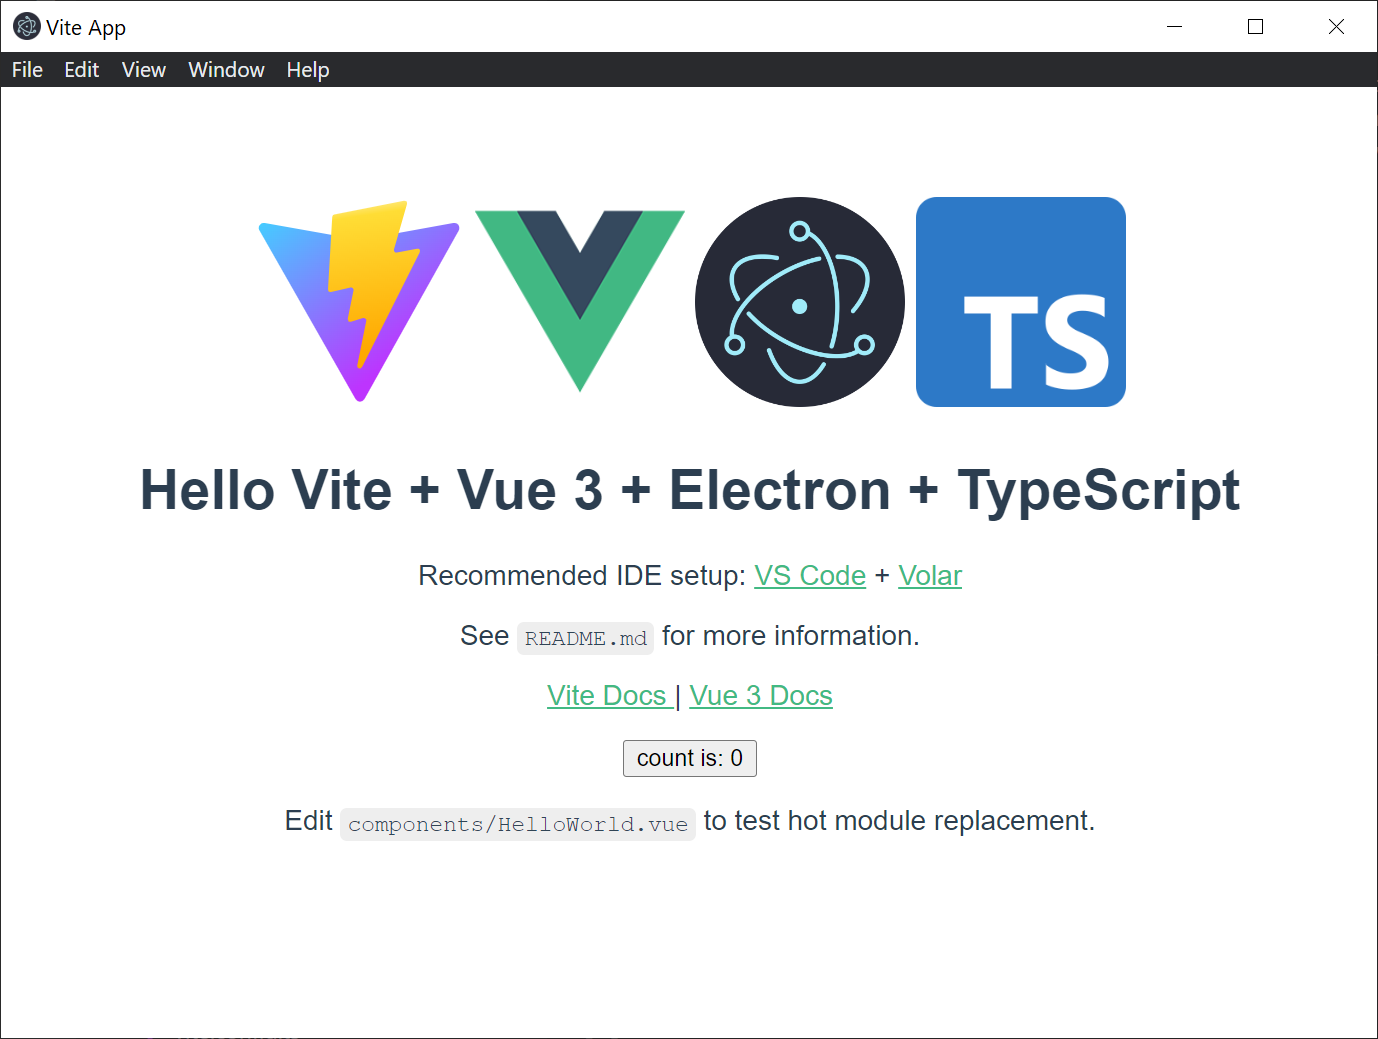 Vite App
File Edit View Window Help
TS
Hello Vite + Vue 3 + Electron + TypeScript
Recommended IDE setup: VS Code + Volar
See README.md for more information.
Vite Docs | Vue 3 Docs
count is: 0
Edit components/HelloWorld.vue to test hot module replacement.